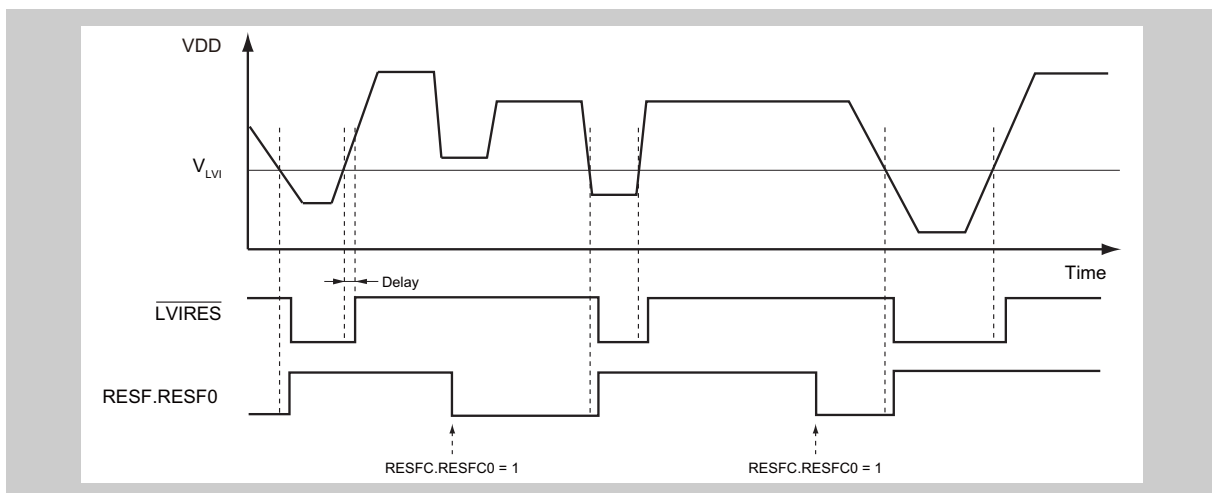 VDD
VLVI
Time
Delay
LVIRES
RESF.RESF0
RESFC.RESFC0 = 1
RESFC.RESFC0 = 1